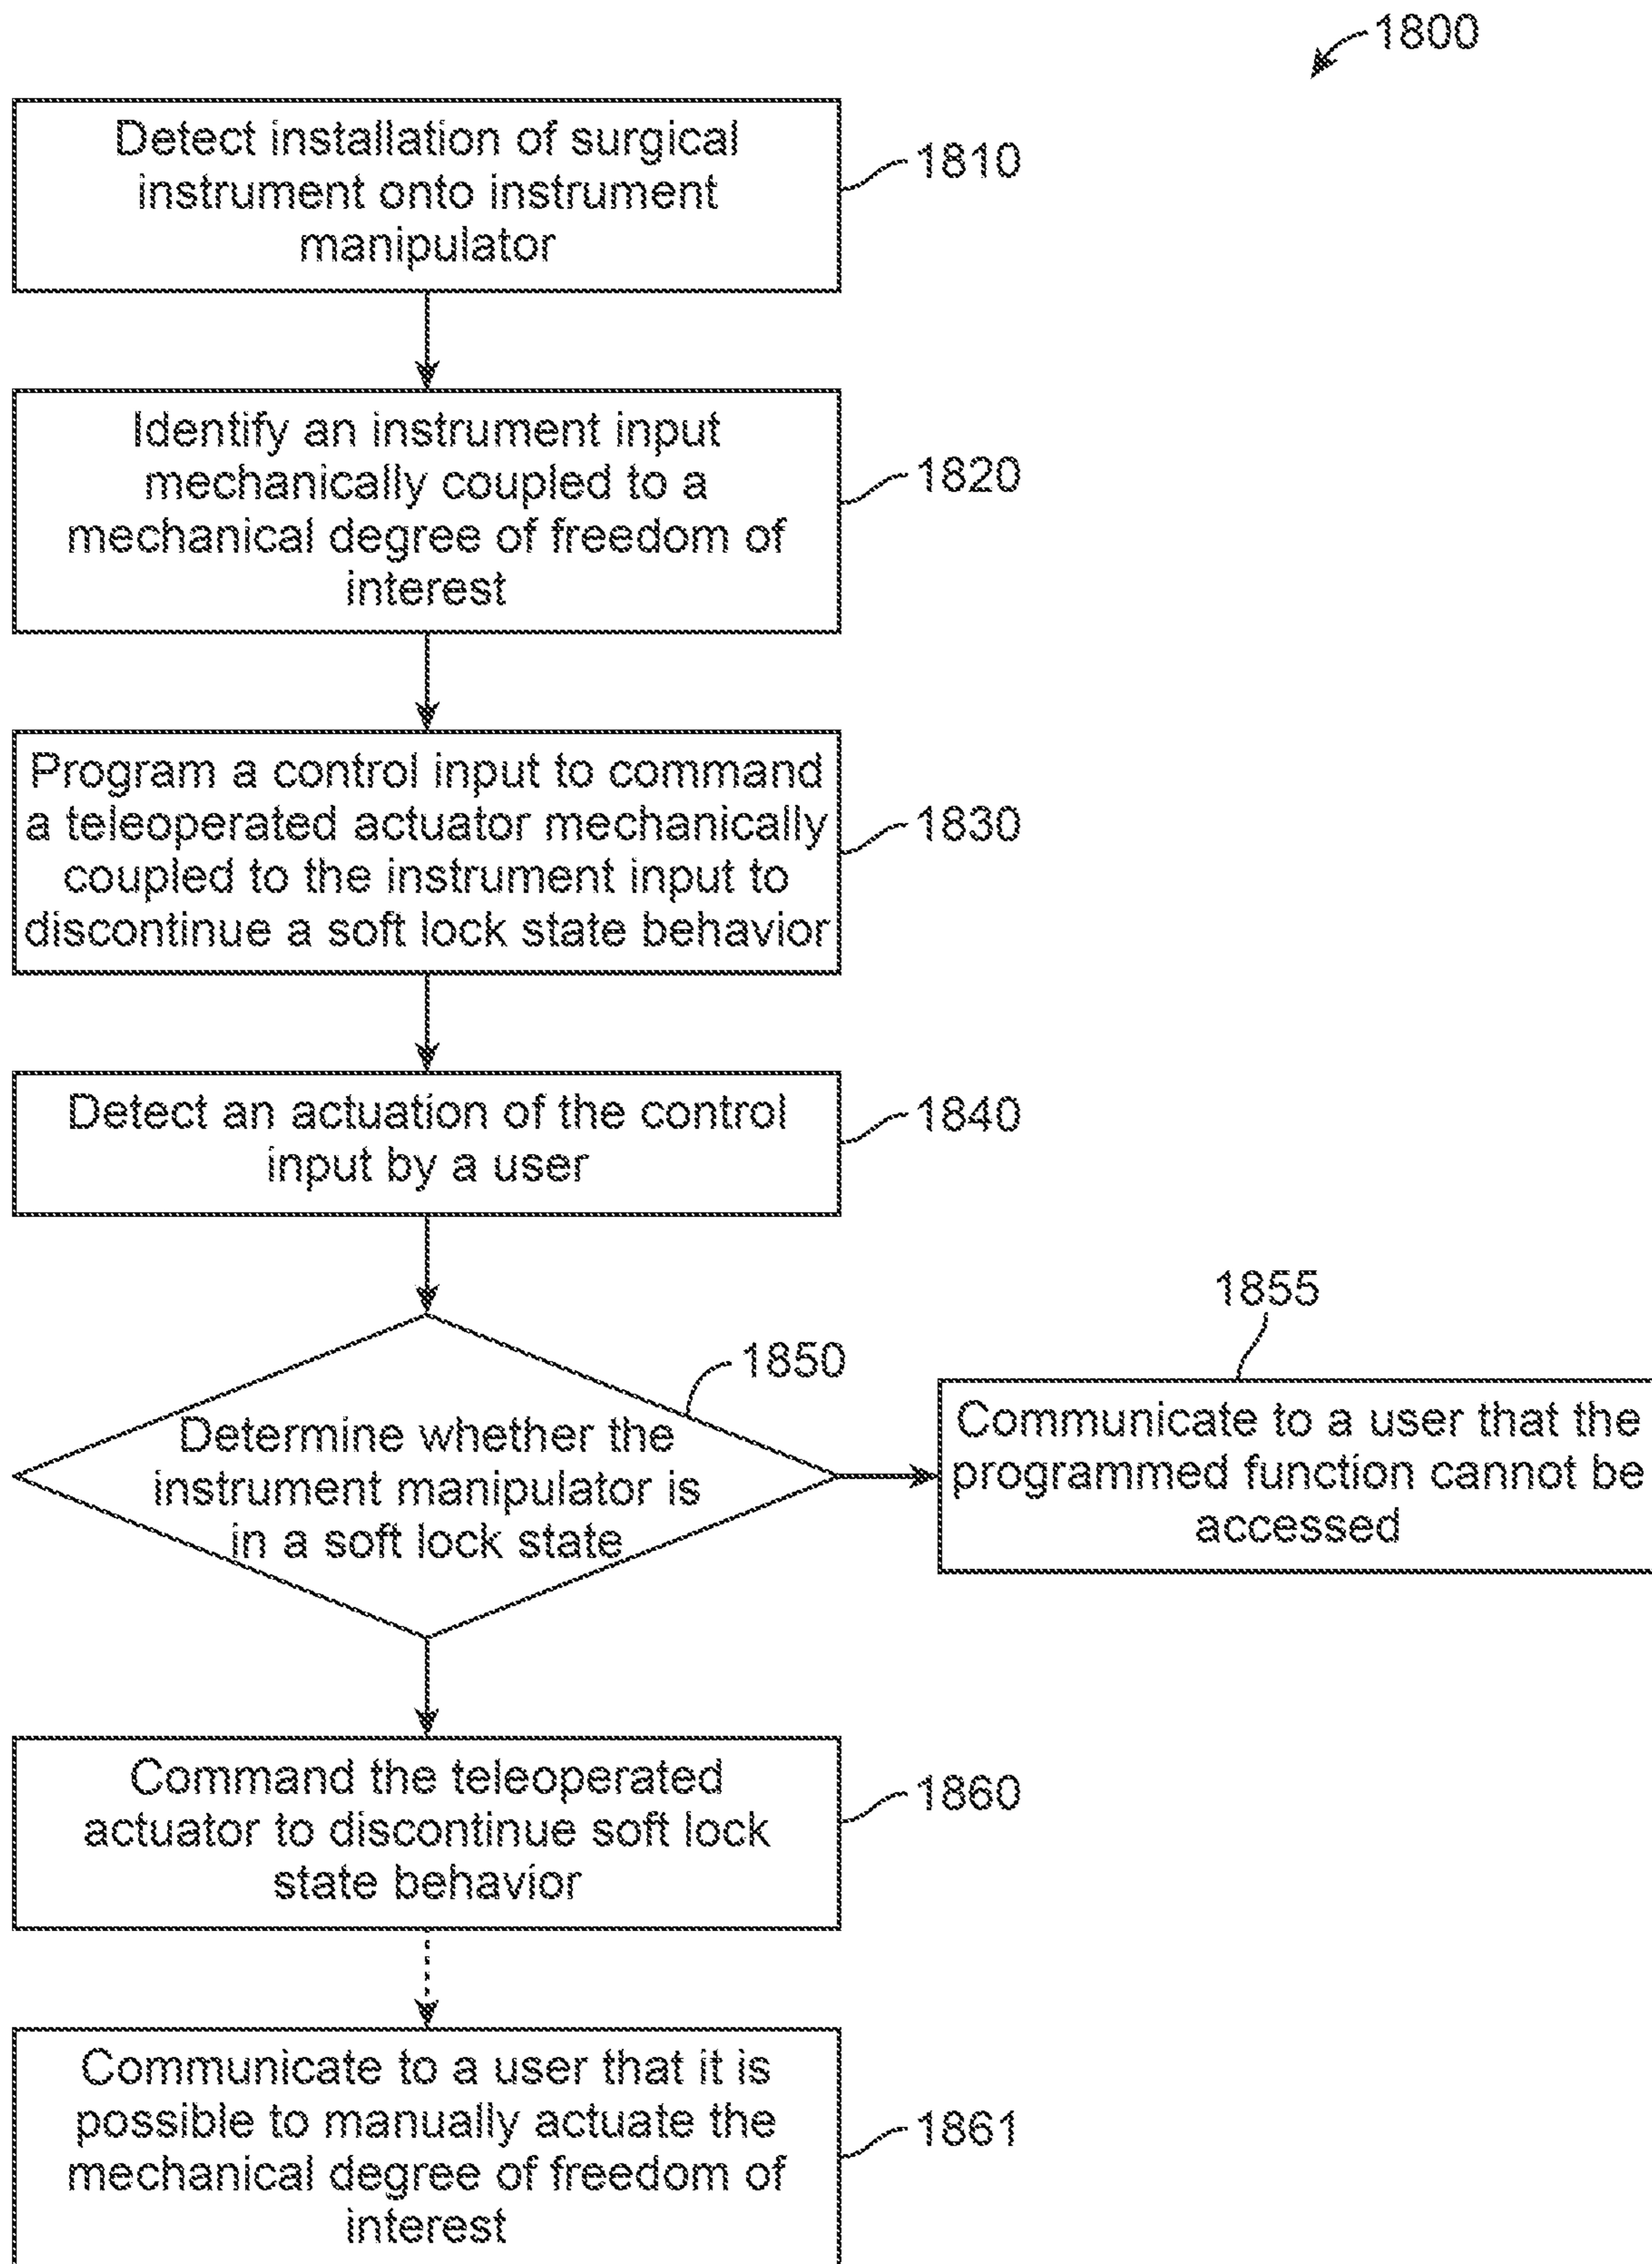 1800
Detect installation of surgical
instrument onto instrument
manipulator
1810
Identify an instrument input
mechanically coupled to a
mechanical degree of freedom of
interest
1820
Program a control input to command
a teleoperated actuator mechanically
coupled to the instrument input to
discontinue a soft lock state behavior
1830
Detect an actuation of the control
input by a user
1840
Determine whether the
instrument manipulator is
in a soft lock state
1850
1855
Communicate to a user that the
programmed function cannot be
accessed
Command the teleoperated
actuator to discontinue soft lock
state behavior
1860
Communicate to a user that it is
possible to manually actuate the
mechanical degree of freedom of
interest
1861